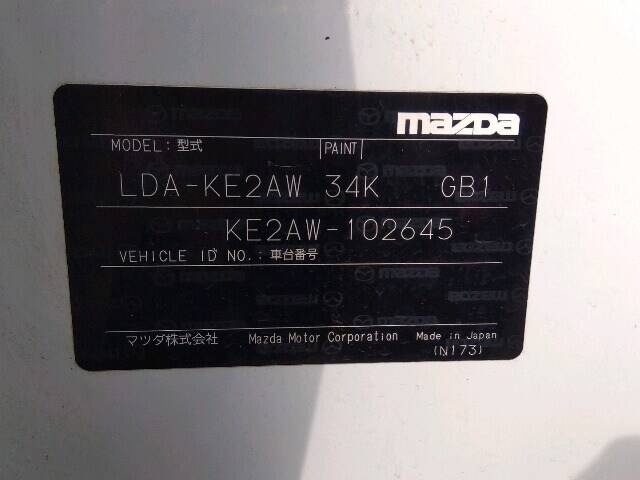 mazda
MODEL: 型式 PAINT
LDA-KE2AW 34K GB1
KE2AW-102645
VEHICLE ID NO.: 車台番号
マツダ株式会社 Mazda Motor Corporation Made in Japan
(N173)